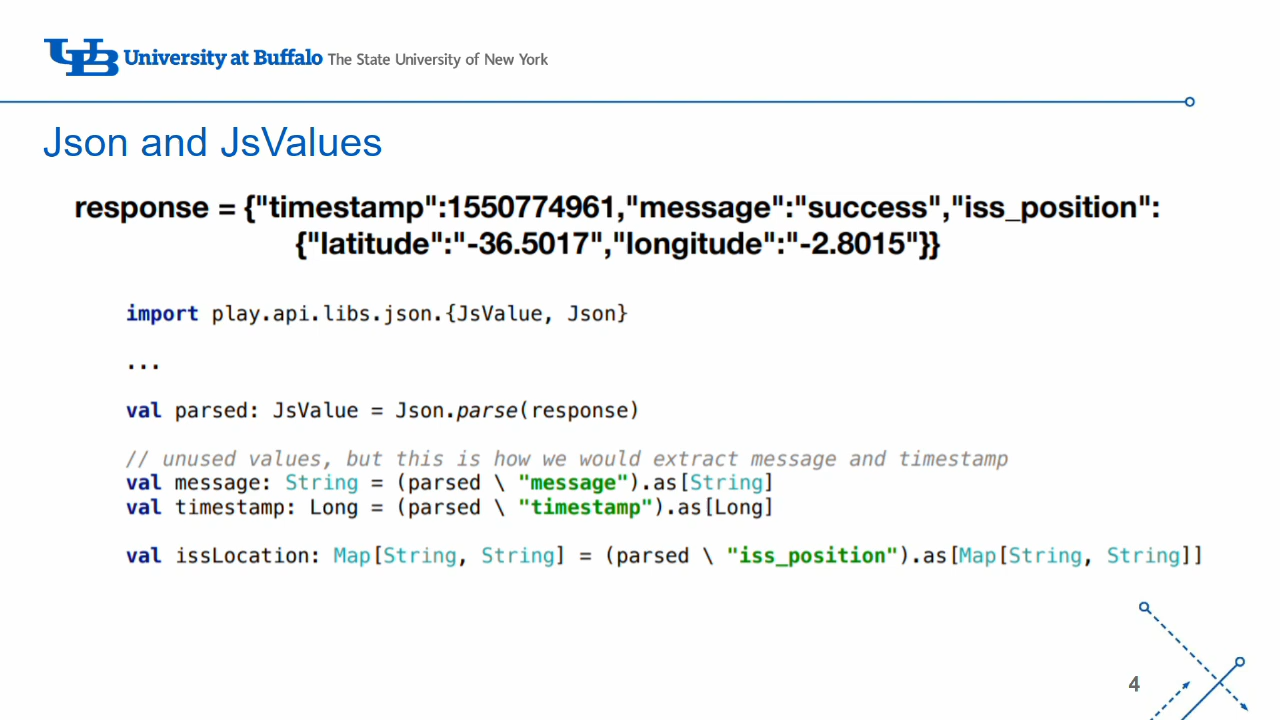 UB University at Buffalo The State University of New York
Json and JsValues
response = {"timestamp":1550774961,"message":"success","iss_position":
{"latitude":"-36.5017","longitude":"-2.8015"}}
import play.api.libs.json.{JsValue, Json}
...
val parsed: JsValue = Json.parse(response)
// unused values, but this is how we would extract message and timestamp
val message: String = (parsed \ "message").as[String]
val timestamp: Long = (parsed \ "timestamp").as[Long]
val issLocation: Map[String, String] = (parsed \ "iss_position").as[Map[String, String]]
4